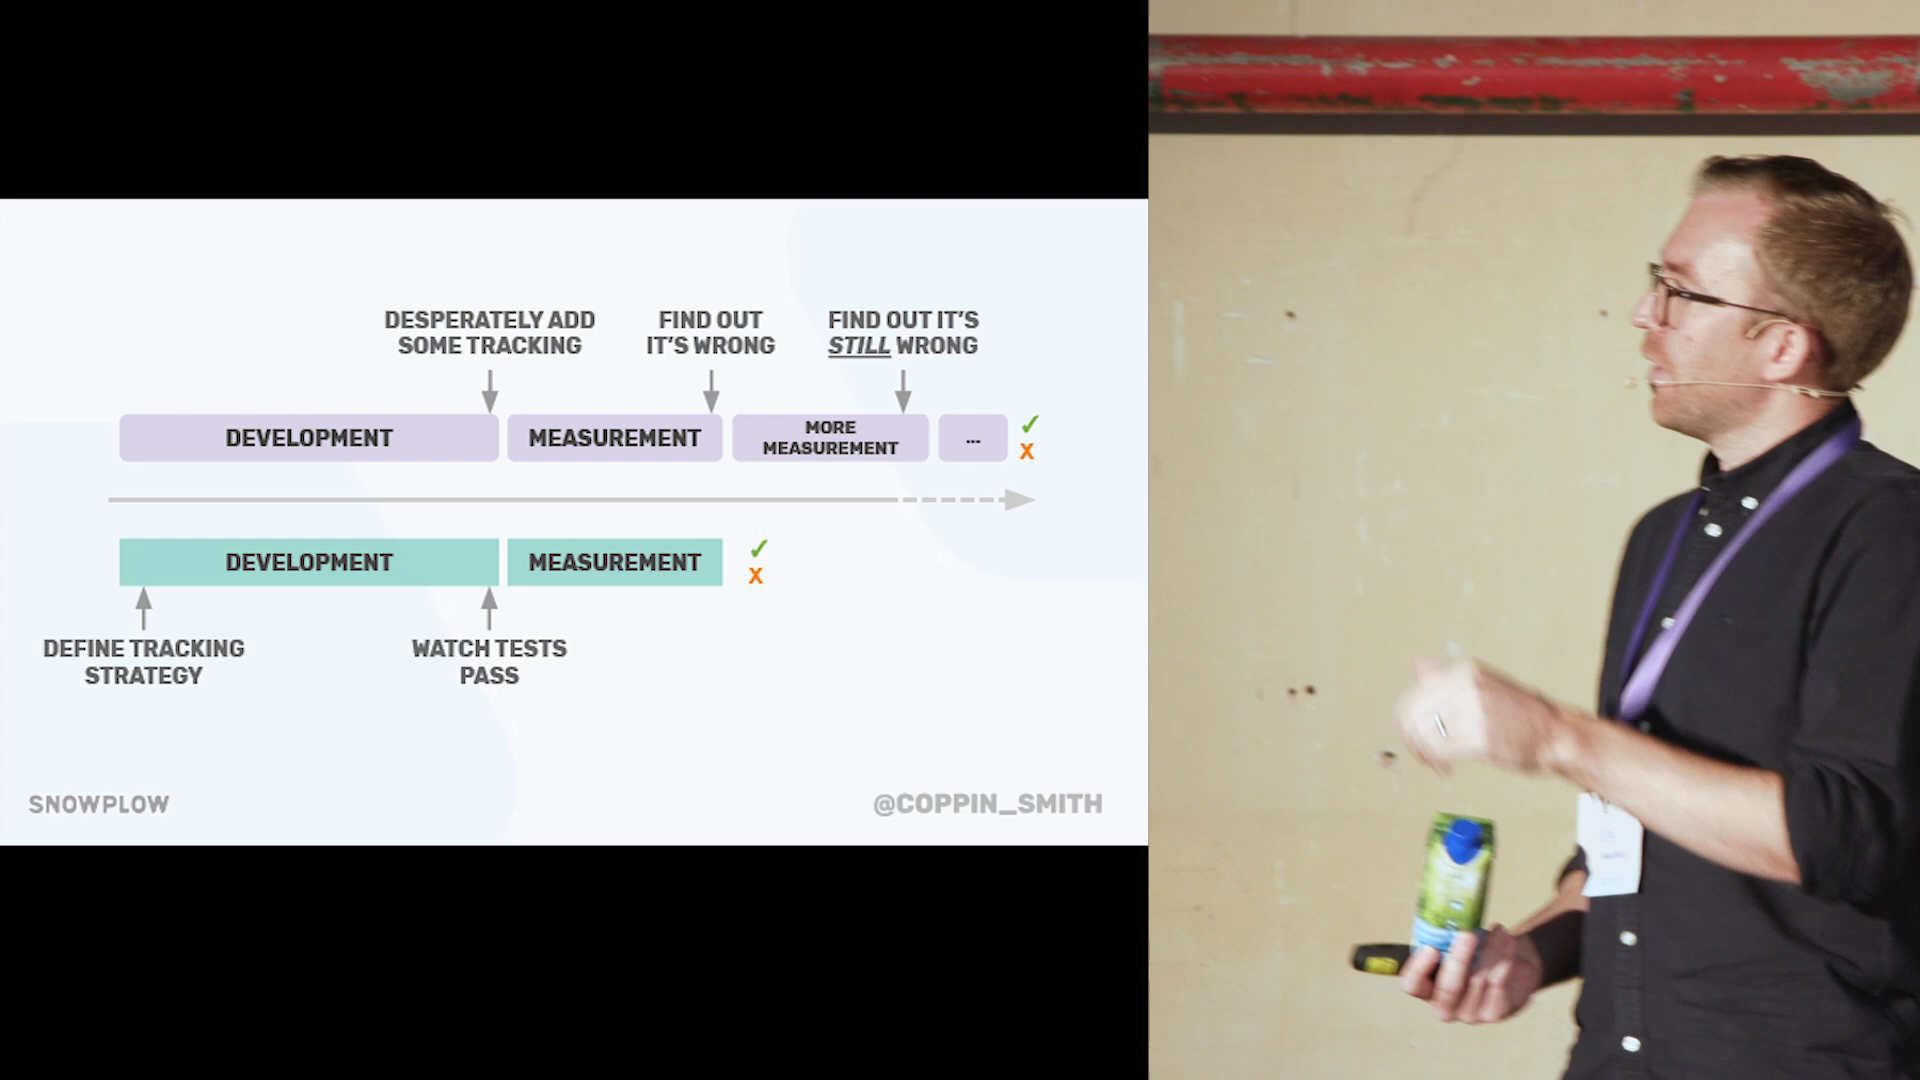 DESPERATELY ADD
SOME TRACKING
FIND OUT
IT'S WRONG
FIND OUT IT'S
STILL WRONG
DEVELOPMENT
MEASUREMENT
MORE
MEASUREMENT
...
✓
X
DEVELOPMENT
MEASUREMENT
✓
X
DEFINE TRACKING
STRATEGY
WATCH TESTS
PASS
SNOWPLOW
@COPPIN_SMITH